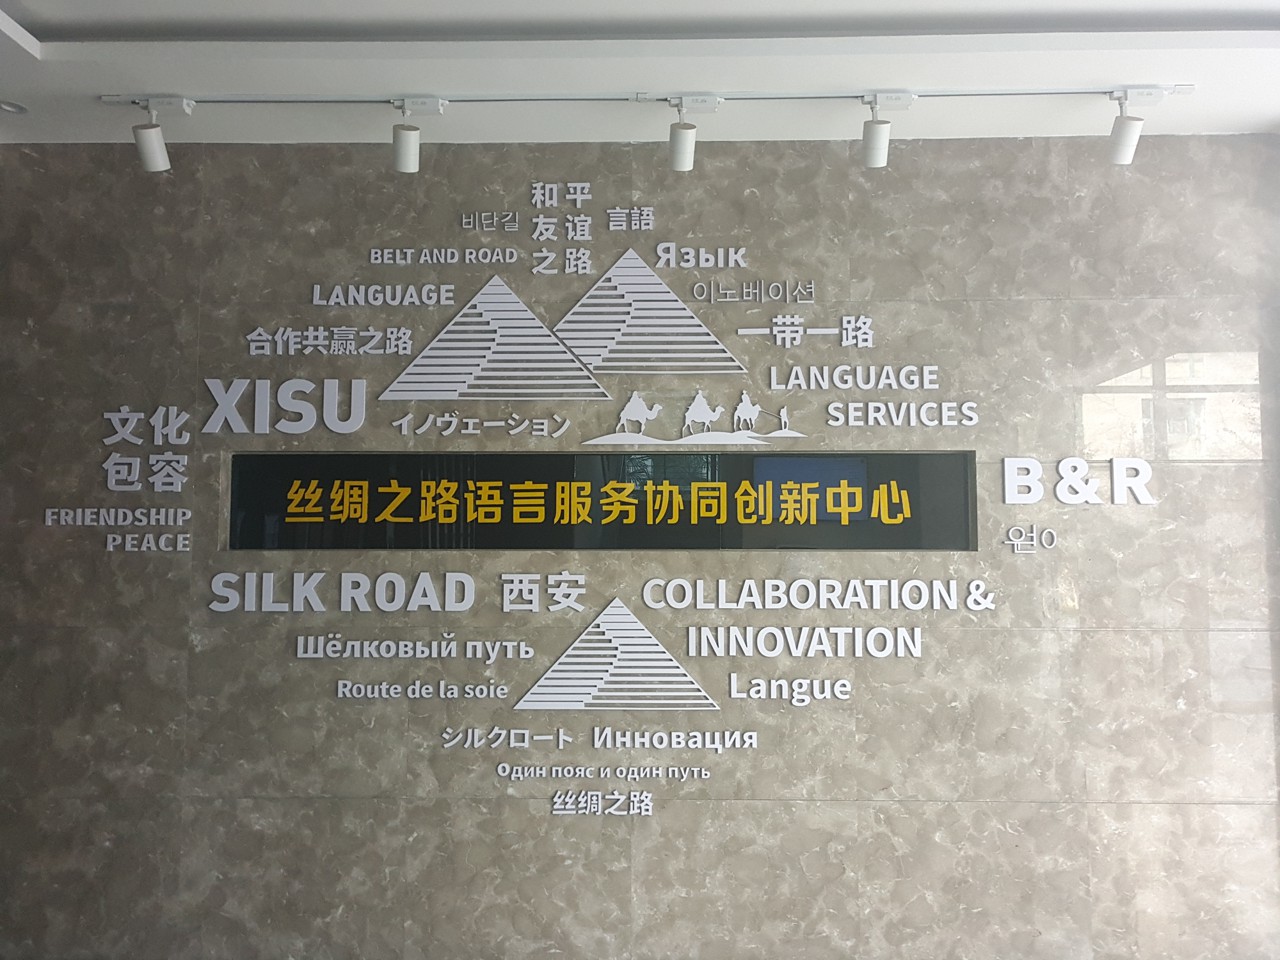 和平
友谊
之路
비단길
言語
BELT AND ROAD
Язык
LANGUAGE
이노베이션
合作共赢之路
一带一路
LANGUAGE
SERVICES
XISU
イノヴェーション
文化
包容
FRIENDSHIP
PEACE
丝绸之路语言服务协同创新中心
B&R
언어
SILK ROAD
西安
COLLABORATION &
INNOVATION
Шёлковый путь
Route de la soie
Langue
シルクロート
Инновация
Один пояс и один путь
丝绸之路